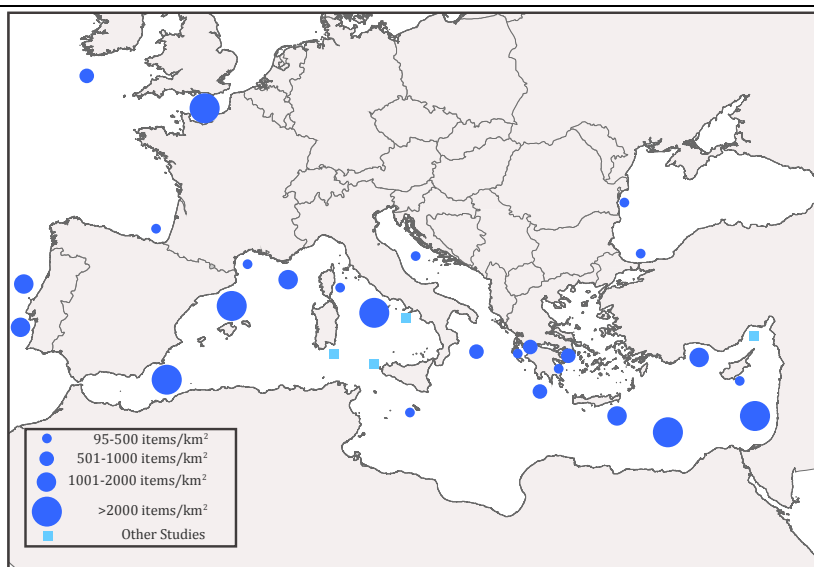 95-500 items/km²
501-1000 items/km²
1001-2000 items/km²
>2000 items/km²
Other Studies